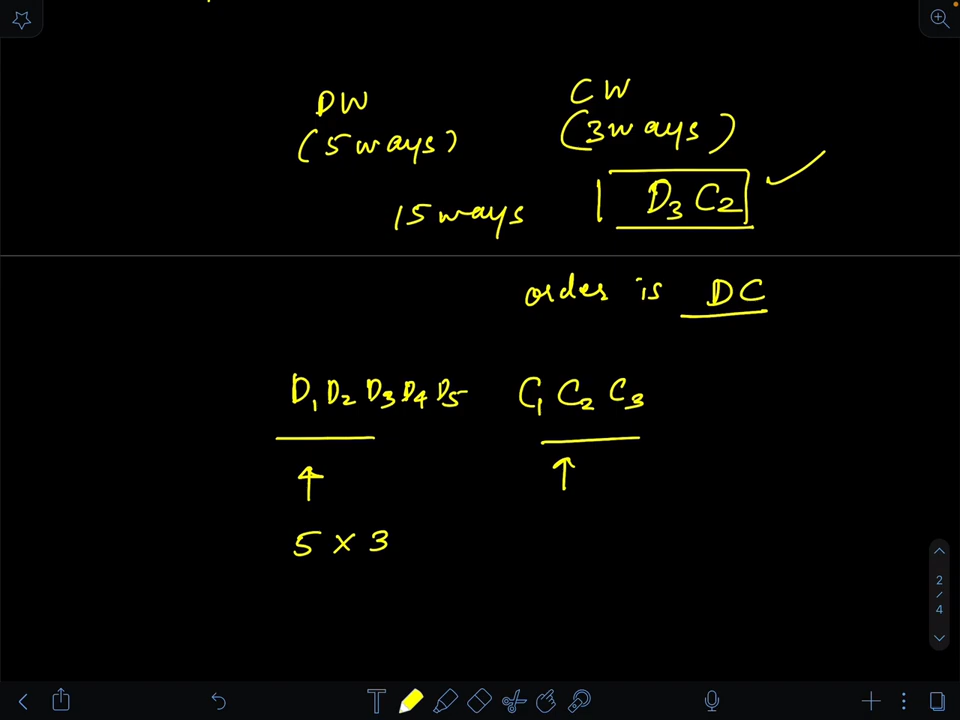 DW CW
(5 ways) (3 ways)
15 ways D₃ C₂
order is DC
D₁ D₂ D₃ D₄ D₅ C₁ C₂ C₃
5 × 3
2
/
4
T